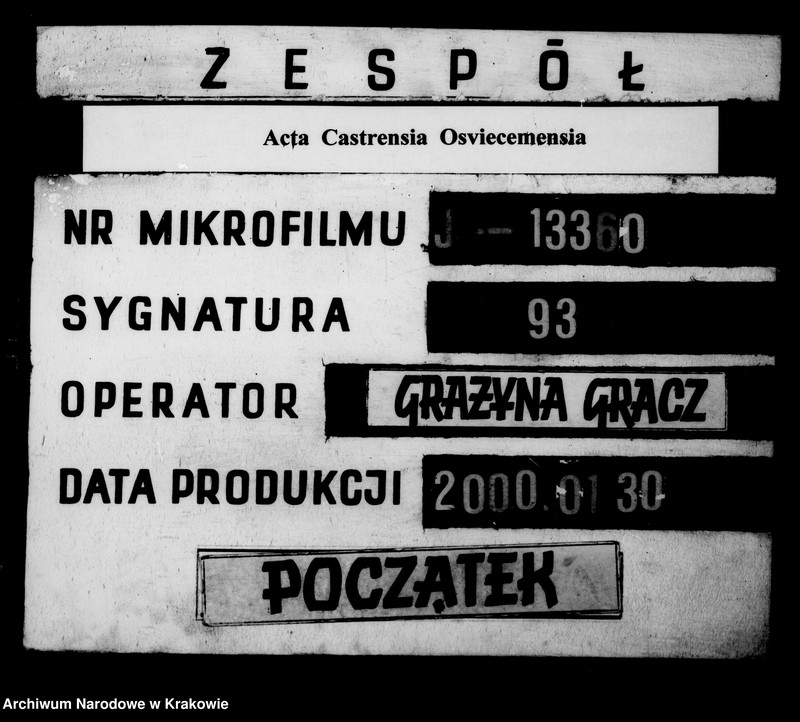 ZESPÓŁ
Acta Castrensia Osviecemensia
NR MIKROFILMU J — 13360
SYGNATURA 93
OPERATOR GRAŻYNA GRACZ
DATA PRODUKCJI 2000.01 30
POCZĄTEK
Archiwum Narodowe w Krakowie